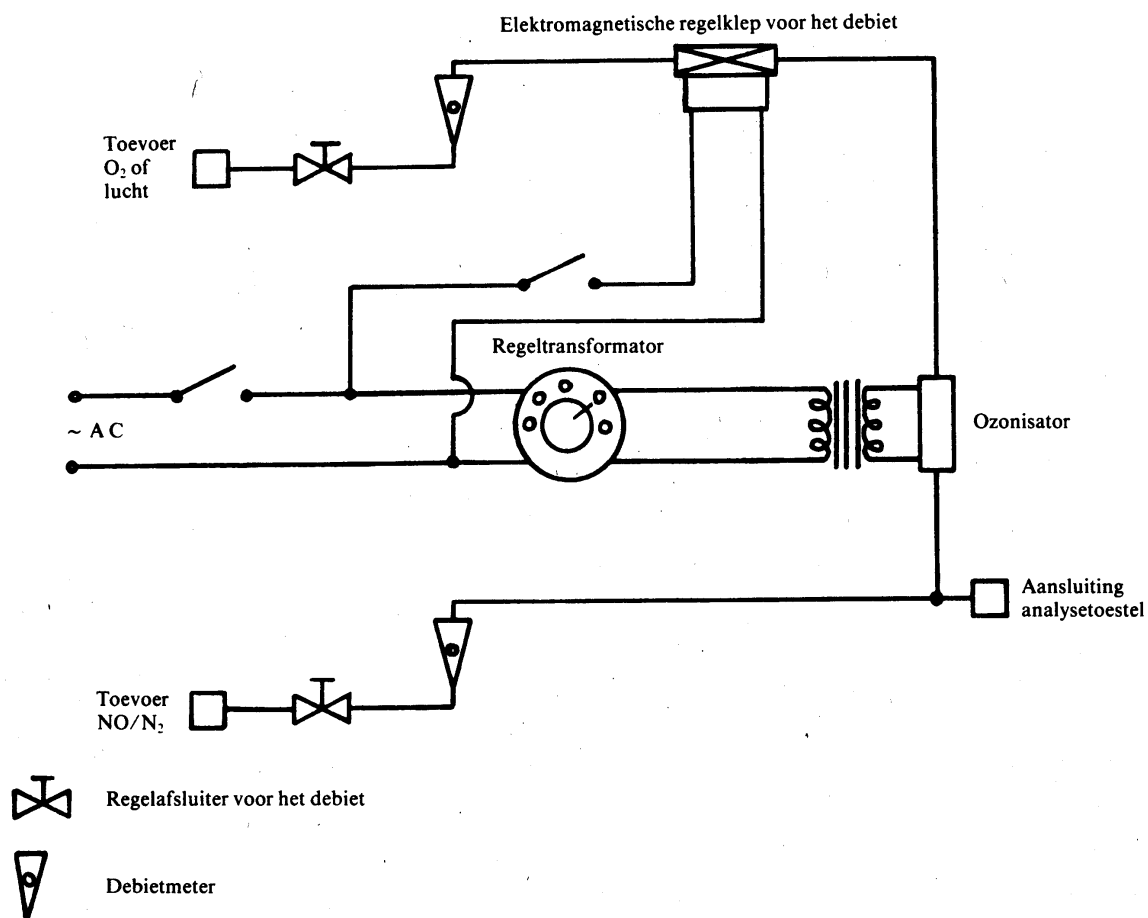 Elektromagnetische regelklep voor het debiet
Toevoer
O₂ of
lucht
Regeltransformator
~ A C
Ozonisator
Aansluiting
analysetoestel
Toevoer
NO/N₂
Regelafsluiter voor het debiet
Debietmeter